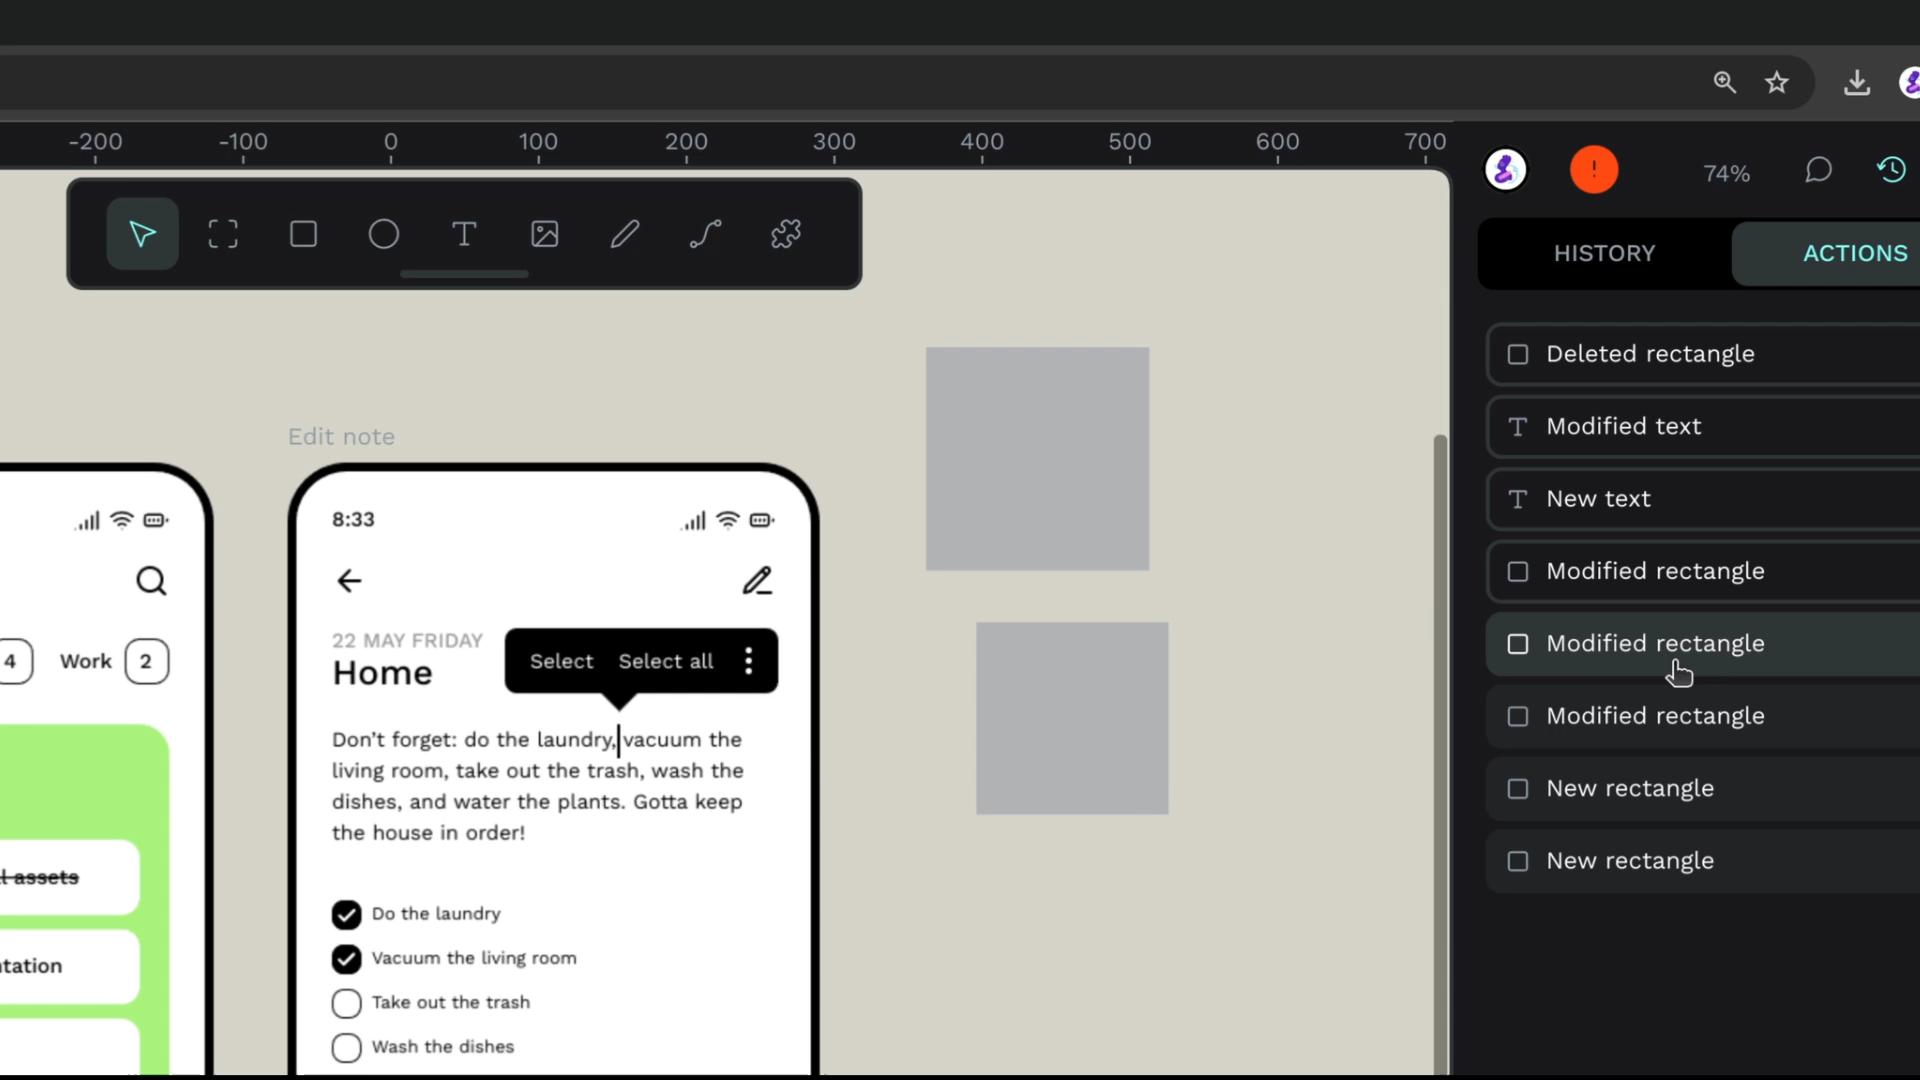 -200 -100 0 100 200 300 400 500 600 700
74%
HISTORY ACTIONS
Deleted rectangle
Modified text
New text
Modified rectangle
Modified rectangle
Modified rectangle
New rectangle
New rectangle
Edit note
8:33
4 Work 2
22 MAY FRIDAY
Home
Select Select all
Don’t forget: do the laundry, vacuum the
living room, take out the trash, wash the
dishes, and water the plants. Gotta keep
the house in order!
Do the laundry
Vacuum the living room
Take out the trash
Wash the dishes
l assets
ntation